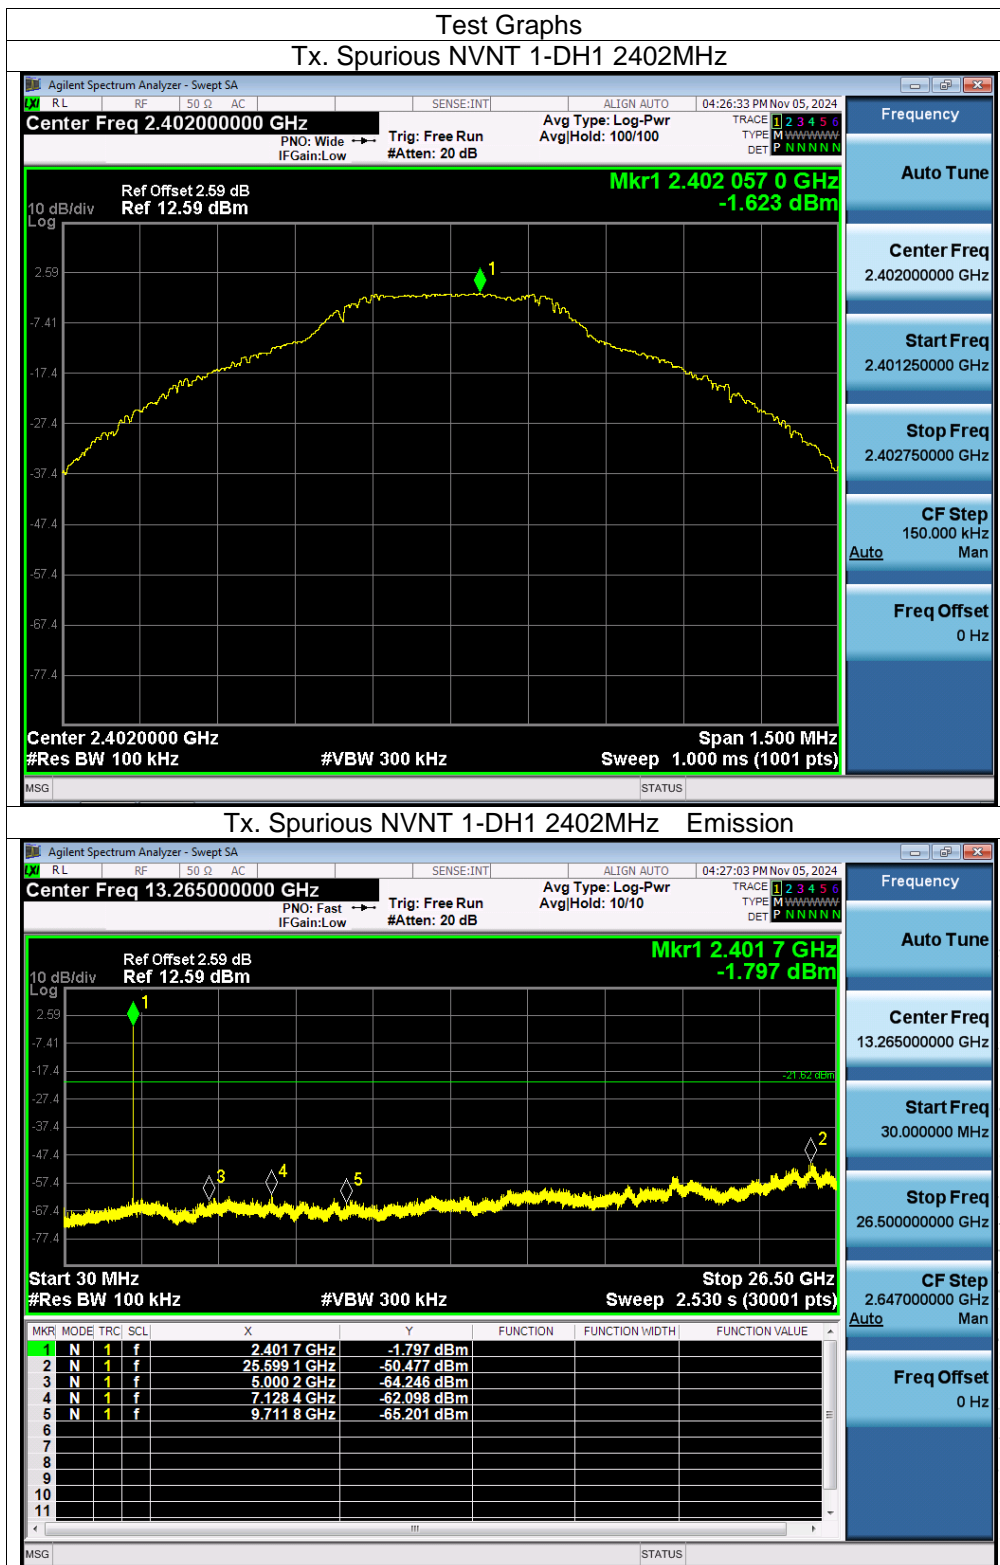 Test Graphs
Tx. Spurious NVNT 1-DH1 2402MHz
Agilent Spectrum Analyzer - Swept SA
LXI RL RF 50 Ω AC SENSE:INT ALIGN AUTO 04:26:33 PM Nov 05, 2024
Center Freq 2.402000000 GHz Avg Type: Log-Pwr TRACE 1 2 3 4 5 6
PNO: Wide Trig: Free Run Avg|Hold: 100/100 TYPE M WWWWW
IFGain:Low #Atten: 20 dB DET P N N N N N
Mkr1 2.402 057 0 GHz
-1.623 dBm
Ref Offset 2.59 dB
10 dB/div Ref 12.59 dBm
Log
1
2.59
-7.41
-17.4
-27.4
-37.4
-47.4
-57.4
-67.4
-77.4
Center 2.4020000 GHz Span 1.500 MHz
#Res BW 100 kHz #VBW 300 kHz Sweep 1.000 ms (1001 pts)
MSG STATUS
Frequency
Auto Tune
Center Freq
2.402000000 GHz
Start Freq
2.401250000 GHz
Stop Freq
2.402750000 GHz
CF Step
150.000 kHz
Auto Man
Freq Offset
0 Hz
Tx. Spurious NVNT 1-DH1 2402MHz Emission
Agilent Spectrum Analyzer - Swept SA
LXI RL RF 50 Ω AC SENSE:INT ALIGN AUTO 04:27:03 PM Nov 05, 2024
Center Freq 13.265000000 GHz Avg Type: Log-Pwr TRACE 1 2 3 4 5 6
PNO: Fast Trig: Free Run Avg|Hold: 10/10 TYPE M WWWWW
IFGain:Low #Atten: 20 dB DET P N N N N N
Mkr1 2.401 7 GHz
-1.797 dBm
Ref Offset 2.59 dB
10 dB/div Ref 12.59 dBm
Log
1
2.59
-7.41
-17.4
-21.62 dBm
-27.4
-37.4
-47.4
2
-57.4
3 4 5
-67.4
-77.4
Start 30 MHz Stop 26.50 GHz
#Res BW 100 kHz #VBW 300 kHz Sweep 2.530 s (30001 pts)
MKR MODE TRC SCL X Y FUNCTION FUNCTION WIDTH FUNCTION VALUE
1 N 1 f 2.401 7 GHz -1.797 dBm
2 N 1 f 25.599 1 GHz -50.477 dBm
3 N 1 f 5.000 2 GHz -64.246 dBm
4 N 1 f 7.128 4 GHz -62.098 dBm
5 N 1 f 9.711 8 GHz -65.201 dBm
6
7
8
9
10
11
MSG STATUS
Frequency
Auto Tune
Center Freq
13.265000000 GHz
Start Freq
30.000000 MHz
Stop Freq
26.500000000 GHz
CF Step
2.647000000 GHz
Auto Man
Freq Offset
0 Hz